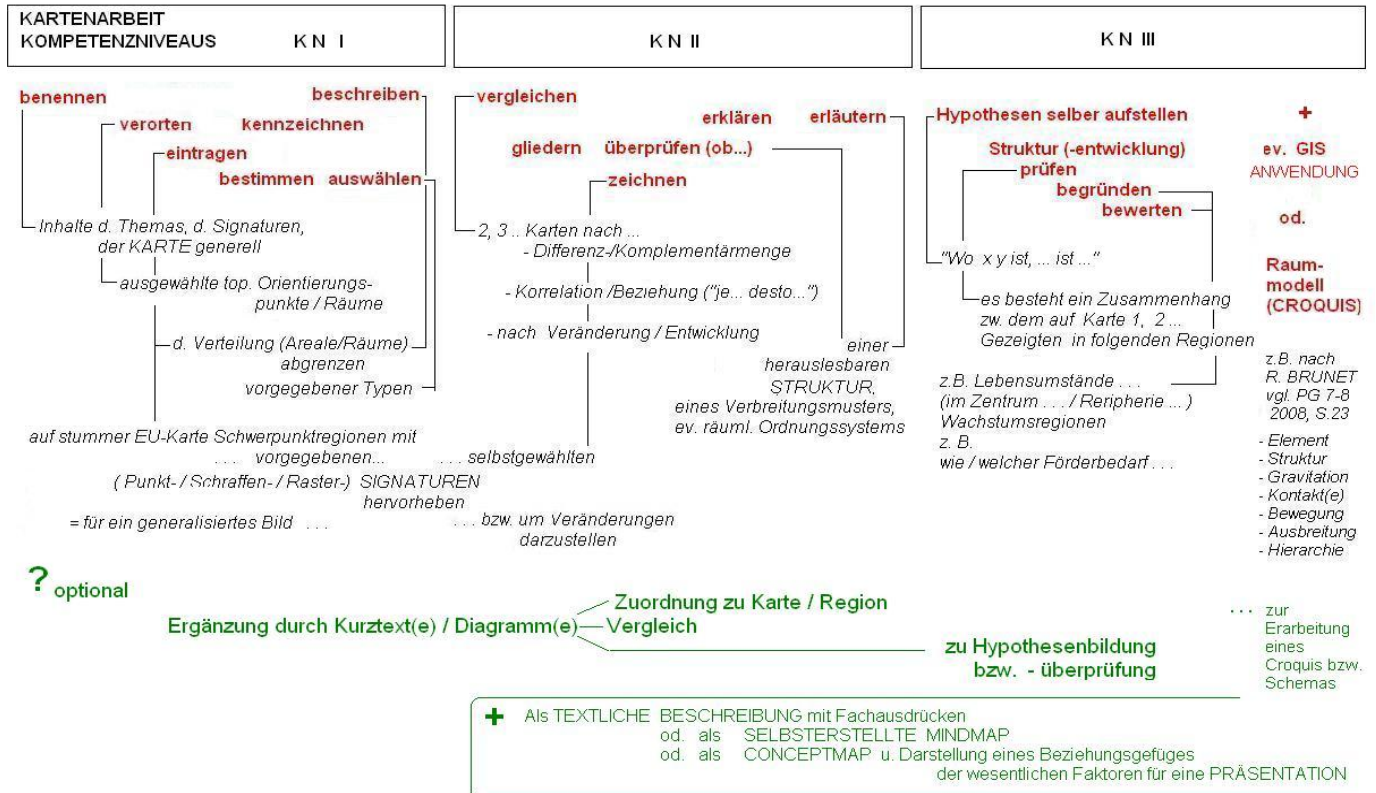 KARTENARBEIT
KOMPETENZNIVEAUS K N I
K N II
K N III
benennen
beschreiben
verorten kennzeichnen
eintragen
bestimmen auswählen
Inhalte d. Themas, d. Signaturen,
der KARTE generell
ausgewählte top. Orientierungs-
punkte / Räume
d. Verteilung (Areale/Räume)
abgrenzen
vorgegebener Typen
auf stummer EU-Karte Schwerpunktregionen mit
. . . vorgegebenen... . . . selbstgewählten
( Punkt- / Schraffen- / Raster-) SIGNATUREN
hervorheben
= für ein generalisiertes Bild . . . . . . bzw. um Veränderungen
darzustellen
vergleichen
erklären erläutern
gliedern überprüfen (ob...)
zeichnen
2, 3 .. Karten nach ...
- Differenz-/Komplementärmenge
- Korrelation /Beziehung ("je... desto...")
- nach Veränderung / Entwicklung
einer
herauslesbaren
STRUKTUR,
eines Verbreitungsmusters,
ev. räuml. Ordnungssystems
Hypothesen selber aufstellen
Struktur (-entwicklung)
prüfen
begründen
bewerten
"Wo x y ist, ... ist ..."
es besteht ein Zusammenhang
zw. dem auf Karte 1, 2 ...
Gezeigten in folgenden Regionen
z.B. Lebensumstände . . .
(im Zentrum . . . / Reripherie ... )
Wachstumsregionen
z. B.
wie / welcher Förderbedarf . . .
+
ev. GIS
ANWENDUNG
od.
Raum-
modell
(CROQUIS)
z.B. nach
R. BRUNET
vgl. PG 7-8
2008, S.23
- Element
- Struktur
- Gravitation
- Kontakt(e)
- Bewegung
- Ausbreitung
- Hierarchie
? optional
Ergänzung durch Kurztext(e) / Diagramm(e)
Zuordnung zu Karte / Region
Vergleich
zu Hypothesenbildung
bzw. - überprüfung
. . . zur
Erarbeitung
eines
Croquis bzw.
Schemas
+ Als TEXTLICHE BESCHREIBUNG mit Fachausdrücken
od. als SELBSTERSTELLTE MINDMAP
od. als CONCEPTMAP u. Darstellung eines Beziehungsgefüges
der wesentlichen Faktoren für eine PRÄSENTATION